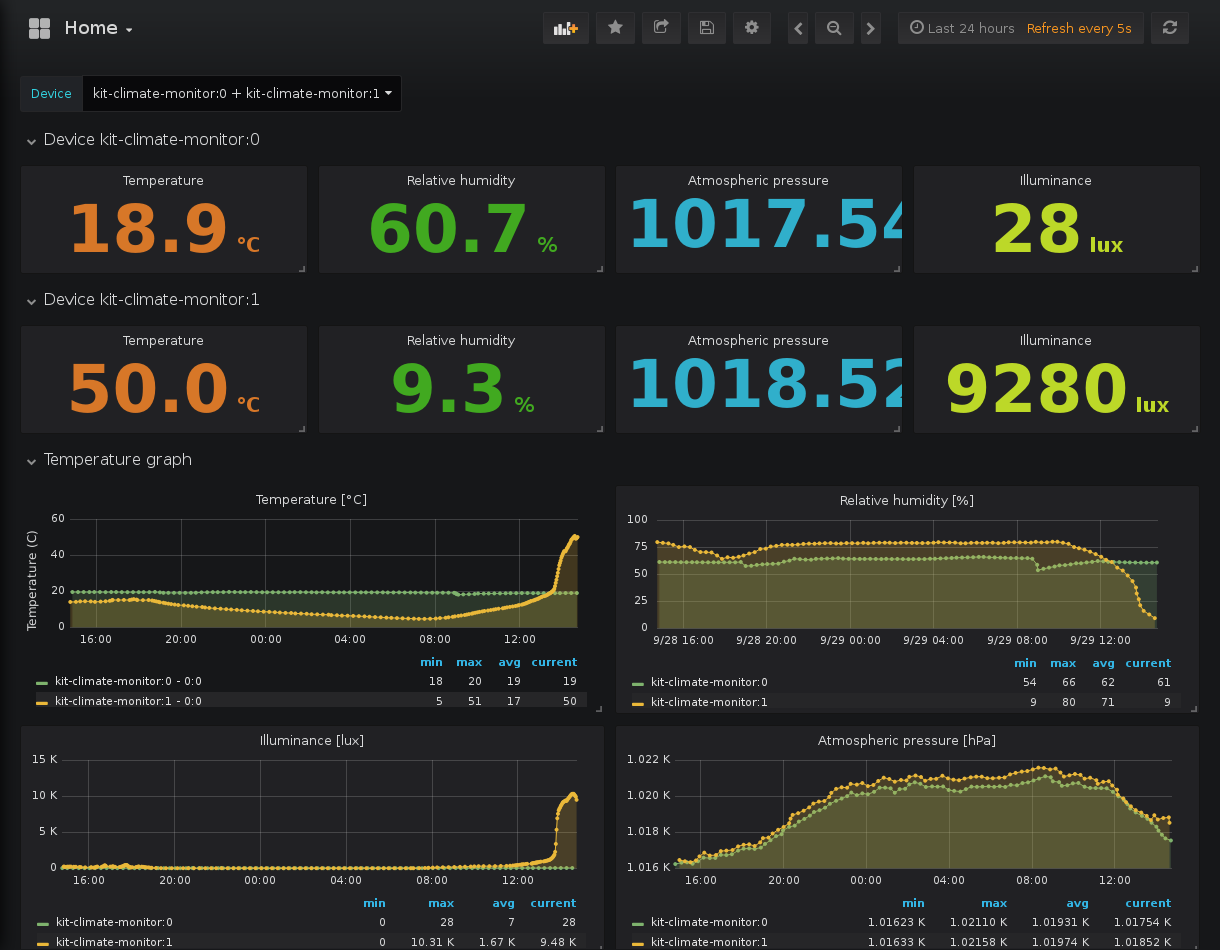 Home
Last 24 hours Refresh every 5s
Device kit-climate-monitor:0 + kit-climate-monitor:1
Device kit-climate-monitor:0
Temperature Relative humidity Atmospheric pressure Illuminance
18.9 °C 60.7 % 1017.54 28 lux
Device kit-climate-monitor:1
Temperature Relative humidity Atmospheric pressure Illuminance
50.0 °C 9.3 % 1018.52 9280 lux
Temperature graph
Temperature [°C]
Temperature (C)
60
40
20
0
16:00 20:00 00:00 04:00 08:00 12:00
min max avg current
kit-climate-monitor:0 - 0:0 18 20 19 19
kit-climate-monitor:1 - 0:0 5 51 17 50
Relative humidity [%]
100
75
50
25
0
9/28 16:00 9/28 20:00 9/29 00:00 9/29 04:00 9/29 08:00 9/29 12:00
min max avg current
kit-climate-monitor:0 54 66 62 61
kit-climate-monitor:1 9 80 71 9
Illuminance [lux]
15 K
10 K
5 K
0
16:00 20:00 00:00 04:00 08:00 12:00
min max avg current
kit-climate-monitor:0 0 28 7 28
kit-climate-monitor:1 0 10.31 K 1.67 K 9.48 K
Atmospheric pressure [hPa]
1.022 K
1.020 K
1.018 K
1.016 K
16:00 20:00 00:00 04:00 08:00 12:00
min max avg current
kit-climate-monitor:0 1.01623 K 1.02110 K 1.01931 K 1.01754 K
kit-climate-monitor:1 1.01633 K 1.02158 K 1.01974 K 1.01852 K